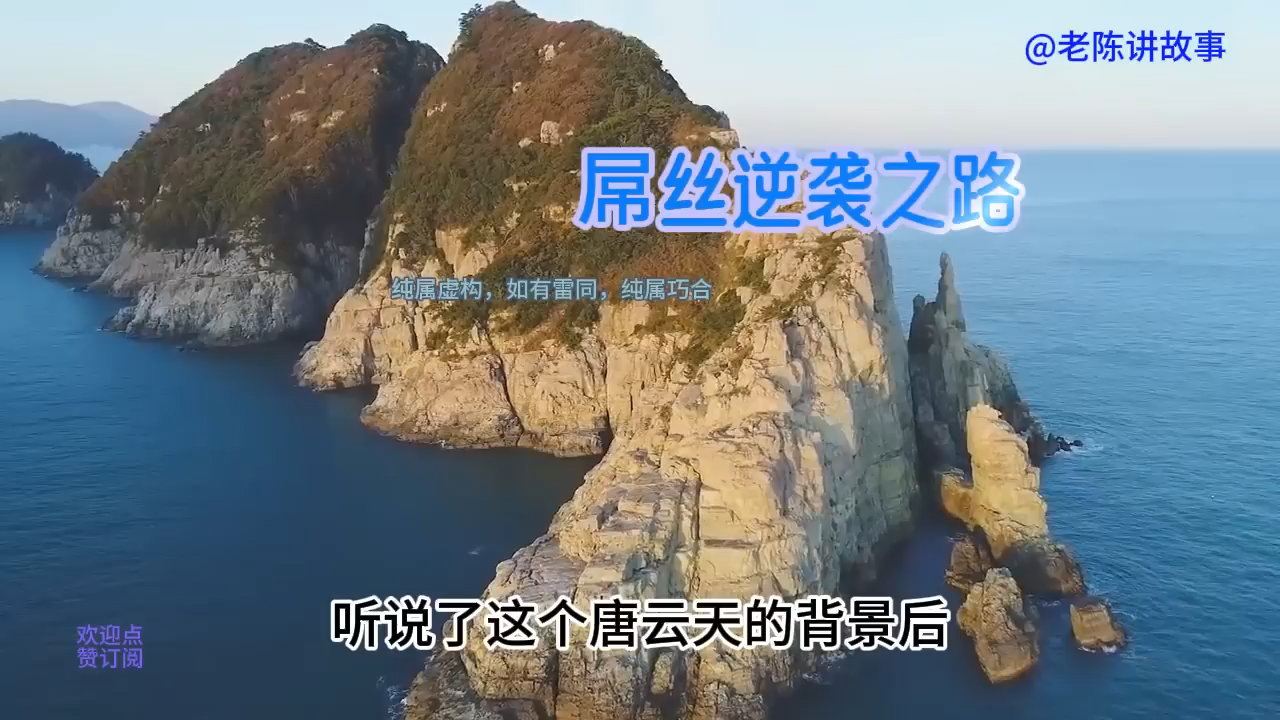 @老陈讲故事
屌丝逆袭之路
纯属虚构，如有雷同，纯属巧合
听说了这个唐云天的背景后
欢迎点
赞订阅